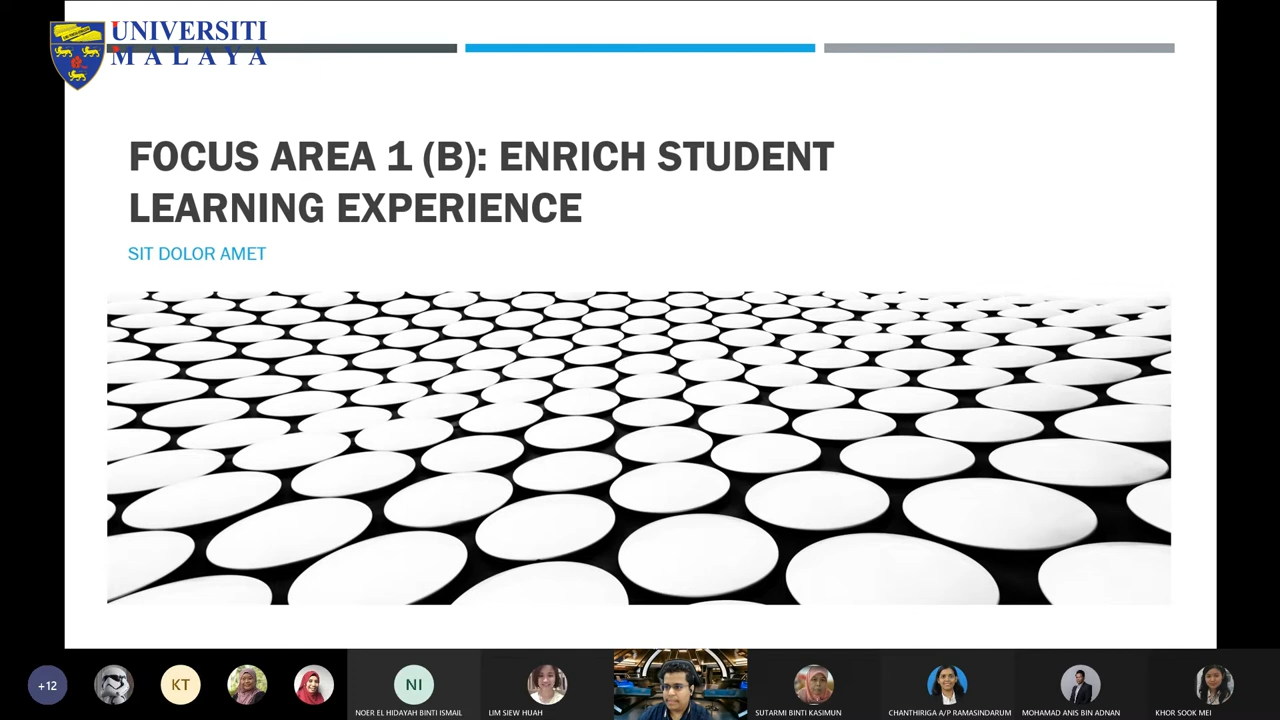 UNIVERSITI
MALAYA
FOCUS AREA 1 (B): ENRICH STUDENT
LEARNING EXPERIENCE
SIT DOLOR AMET
+12
KT
NI
NOER EL HIDAYAH BINTI ISMAIL
LIM SIEW HUAH
SUTARMI BINTI KASIMUN
CHANTHIRIGA A/P RAMASINDARUM
MOHAMAD ANIS BIN ADNAN
KHOR SOOK MEI